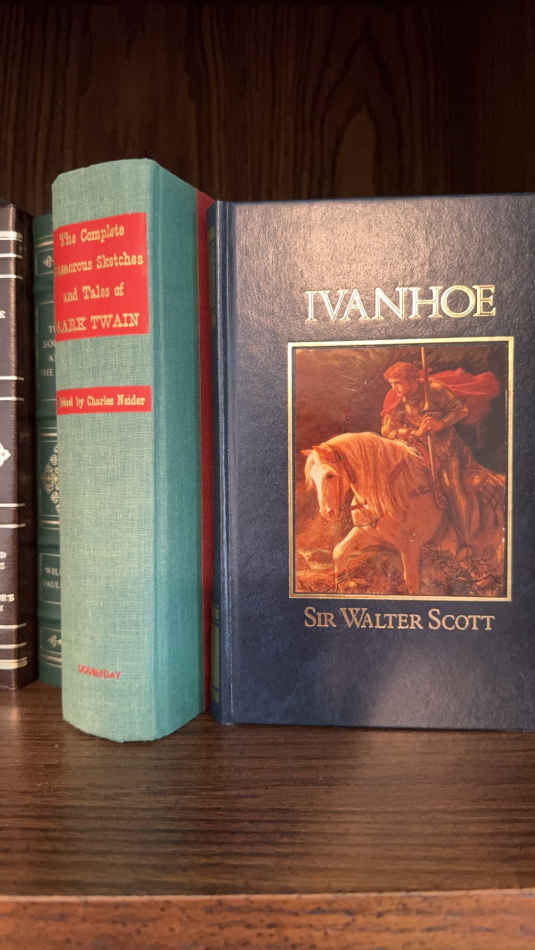 The Complete
Humorous Sketches
and Tales of
MARK TWAIN
Edited by Charles Neider
DOUBLEDAY
IVANHOE
SIR WALTER SCOTT